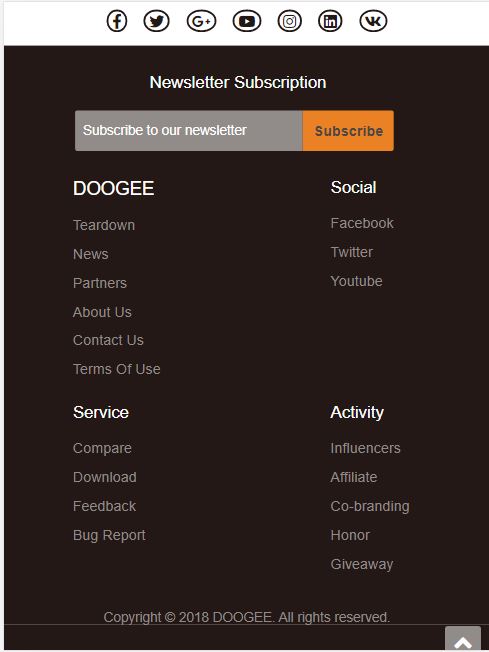 Newsletter Subscription
Subscribe to our newsletter
Subscribe
DOOGEE
Teardown
News
Partners
About Us
Contact Us
Terms Of Use
Social
Facebook
Twitter
Youtube
Service
Compare
Download
Feedback
Bug Report
Activity
Influencers
Affiliate
Co-branding
Honor
Giveaway
Copyright © 2018 DOOGEE. All rights reserved.